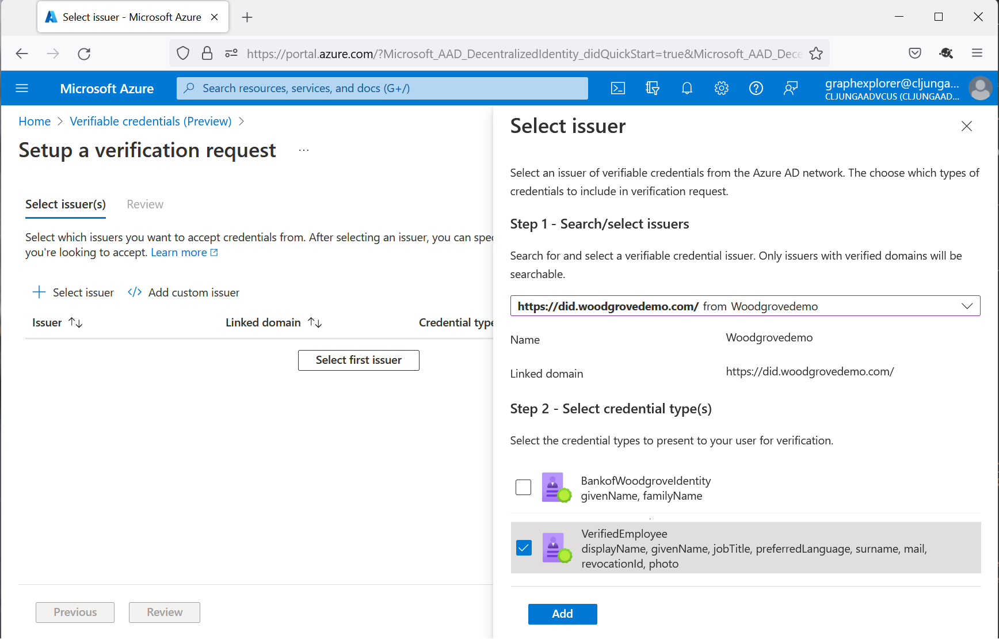 Select issuer - Microsoft Azure
https://portal.azure.com/?Microsoft_AAD_DecentralizedIdentity_didQuickStart=true&Microsoft_AAD_Dece
Microsoft Azure
Search resources, services, and docs (G+/)
graphexplorer@cljunga...
CLJUNGAADVCUS (CLJUNGAAD...
Home > Verifiable credentials (Preview) >
Setup a verification request ...
Select issuer(s) Review
Select which issuers you want to accept credentials from. After selecting an issuer, you can spec
you're looking to accept. Learn more
Select issuer
Add custom issuer
Issuer
Linked domain
Credential type
Select first issuer
Previous
Review
Select issuer
Select an issuer of verifiable credentials from the Azure AD network. The choose which types of
credentials to include in verification request.
Step 1 - Search/select issuers
Search for and select a verifiable credential issuer. Only issuers with verified domains will be
searchable.
https://did.woodgrovedemo.com/ from Woodgrovedemo
Name Woodgrovedemo
Linked domain https://did.woodgrovedemo.com/
Step 2 - Select credential type(s)
Select the credential types to present to your user for verification.
BankofWoodgroveIdentity
givenName, familyName
VerifiedEmployee
displayName, givenName, jobTitle, preferredLanguage, surname, mail,
revocationId, photo
Add